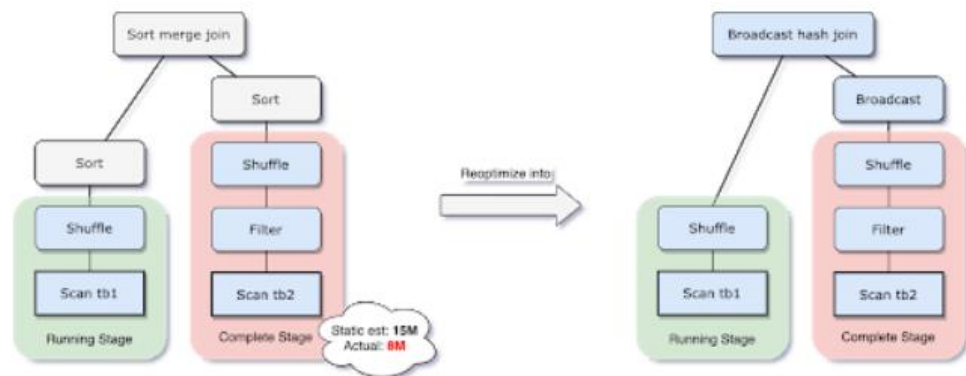 Sort merge join
Sort
Sort
Shuffle
Shuffle
Filter
Scan tb1
Scan tb2
Running Stage
Complete Stage
Static est: 15M
Actual: 8M
Reoptimize into:
Broadcast hash join
Broadcast
Shuffle
Shuffle
Filter
Scan tb1
Scan tb2
Running Stage
Complete Stage